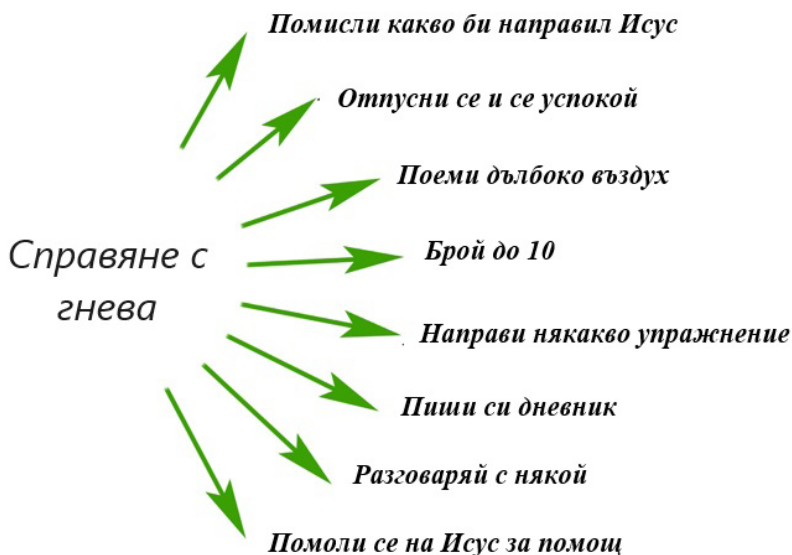 Помисли какво би направил Исус
Отпусни се и се успокой
Поеми дълбоко въздух
Справяне с
гнева
Брой до 10
Направи някакво упражнение
Пиши си дневник
Разговаряй с някой
Помоли се на Исус за помощ